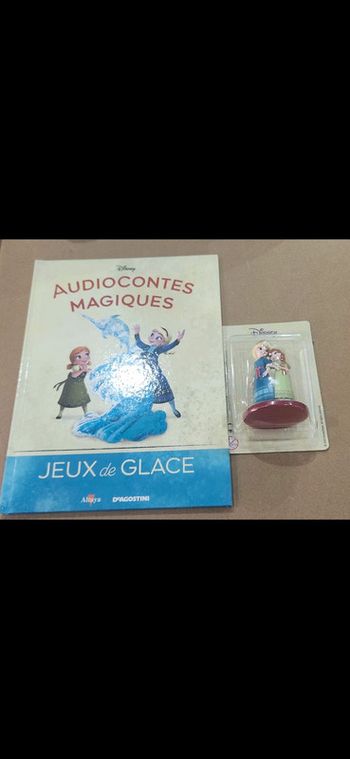 Disney
AUDIOCONTES
MAGIQUES
JEUX de GLACE
Altaya
DeAGOSTINI
Disney